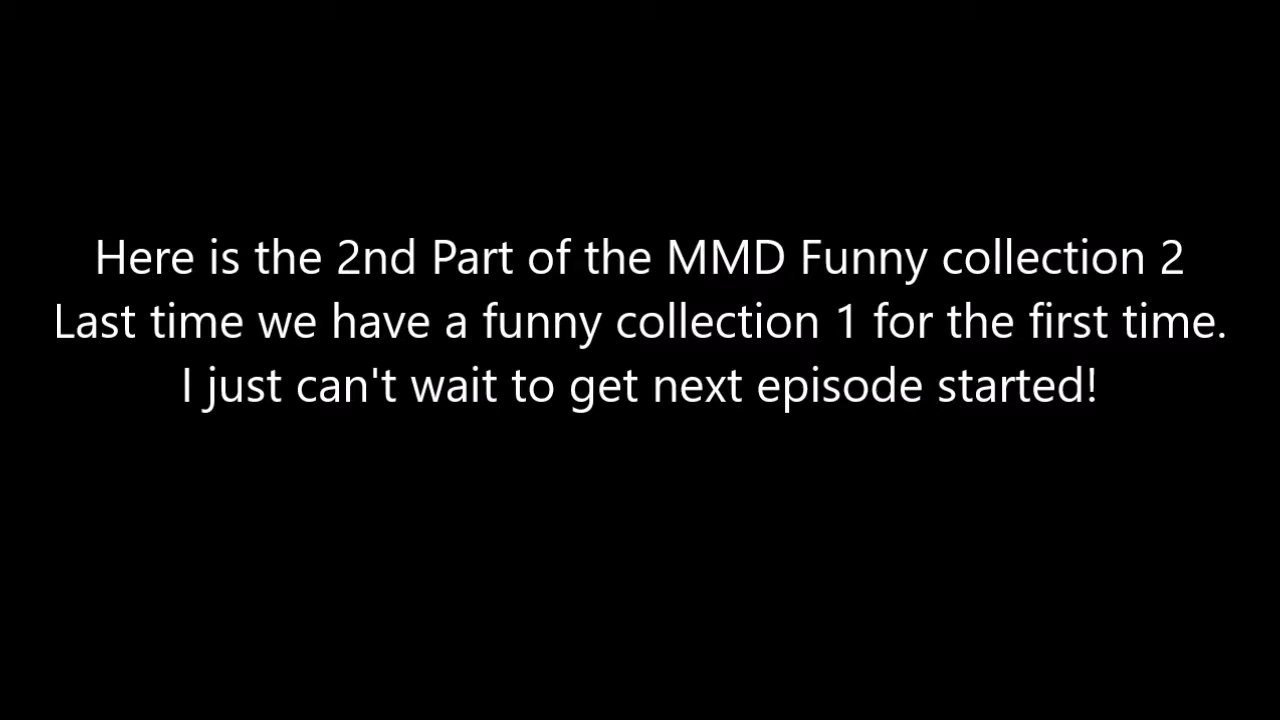 Here is the 2nd Part of the MMD Funny collection 2
Last time we have a funny collection 1 for the first time.
I just can't wait to get next episode started!